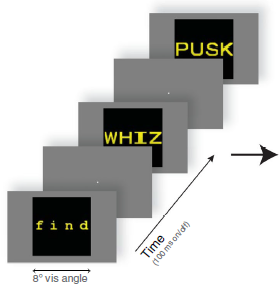 PUSK
WHIZ
find
Time
(100 ms on/off)
8° vis angle